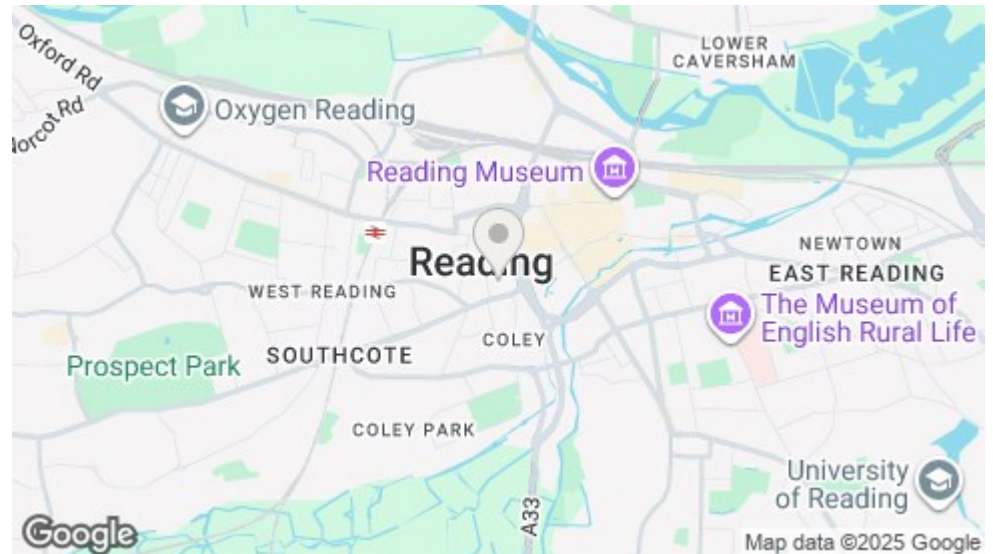 Oxford Rd
Norcot Rd
Oxygen Reading
LOWER
CAVERSHAM
Reading Museum
Reading
NEWTOWN
EAST READING
WEST READING
The Museum of
English Rural Life
COLEY
SOUTHCOTE
Prospect Park
COLEY PARK
University
of Reading
A33
Google
Map data ©2025 Google